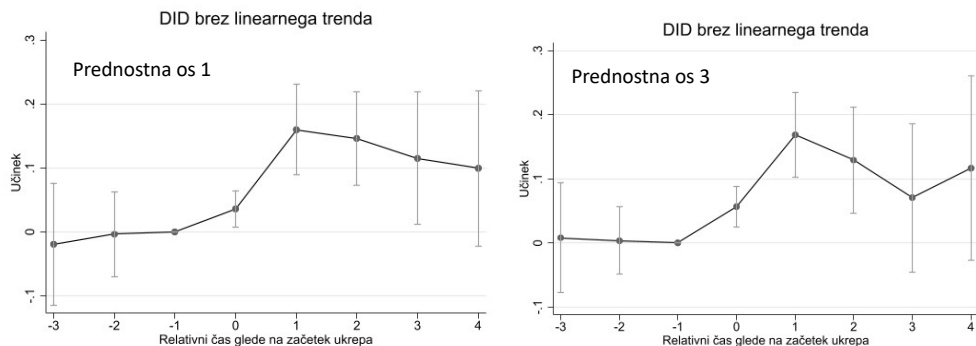 DID brez linearnega trenda
Prednostna os 1
Učinek
.3
.2
.1
0
-.1
-3 -2 -1 0 1 2 3 4
Relativni čas glede na začetek ukrepa
DID brez linearnega trenda
Prednostna os 3
Učinek
.3
.2
.1
0
-.1
-3 -2 -1 0 1 2 3 4
Relativni čas glede na začetek ukrepa